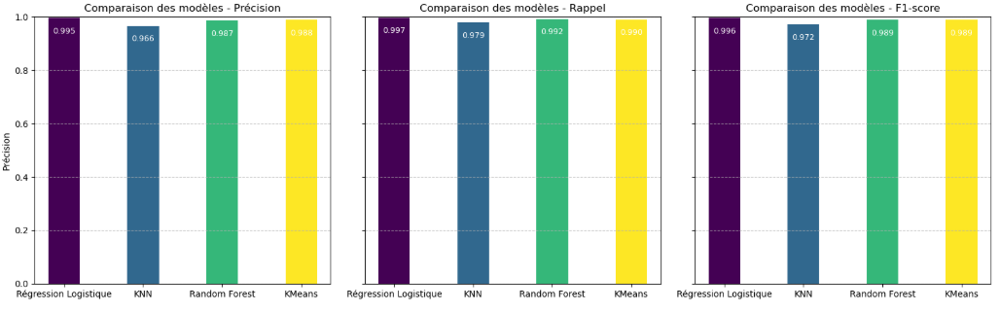 Comparaison des modèles - Précision
Comparaison des modèles - Rappel
Comparaison des modèles - F1-score
Précision
1.0
0.8
0.6
0.4
0.2
0.0
0.995
0.966
0.987
0.997
0.979
0.992
0.990
0.996
0.972
0.989
0.989
Régression Logistique
KNN
Random Forest
KMeans
Régression Logistique
KNN
Random Forest
KMeans
Régression Logistique
KNN
Random Forest
KMeans